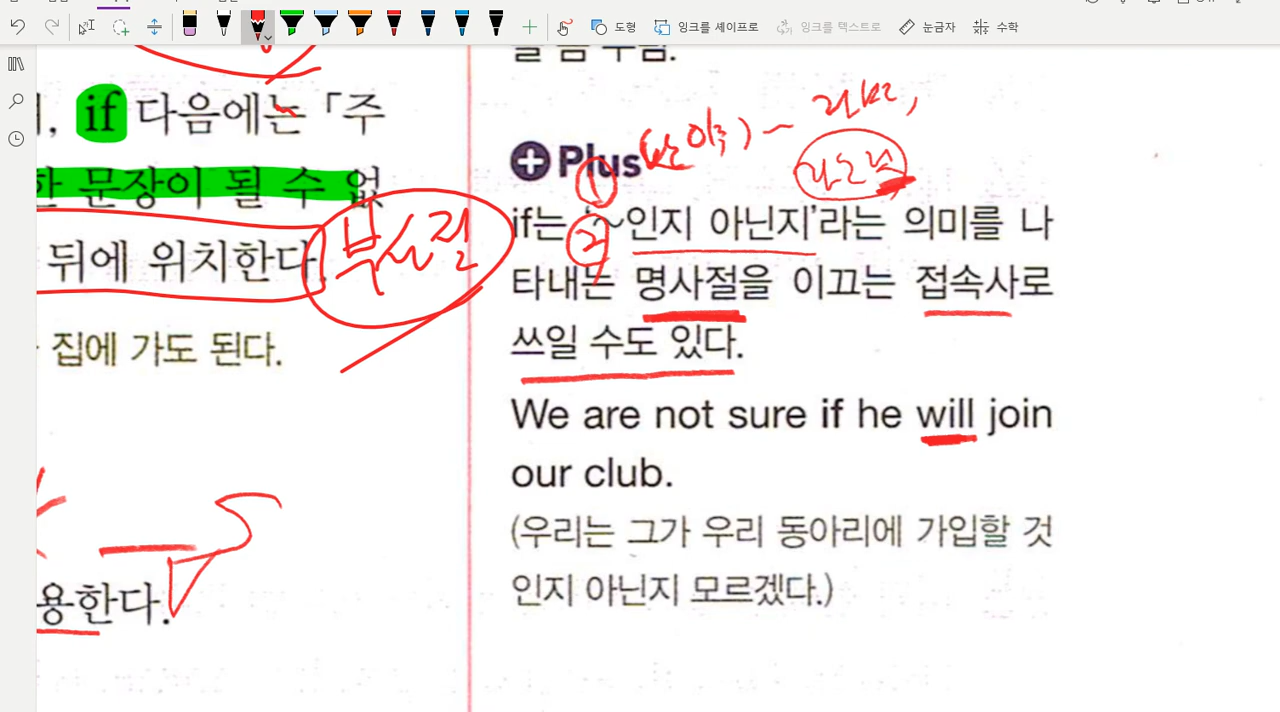 도형
잉크를 셰이프로
잉크를 텍스트로
눈금자
수학
if 다음에는 「주
한 문장이 될 수 없
뒤에 위치한다.
부사절
집에 가도 된다.
용한다.
Plus
①
②
if는 '~인지 아닌지'라는 의미를 나
타내는 명사절을 이끄는 접속사로
쓰일 수도 있다.
We are not sure if he will join
our club.
(우리는 그가 우리 동아리에 가입할 것
인지 아닌지 모르겠다.)